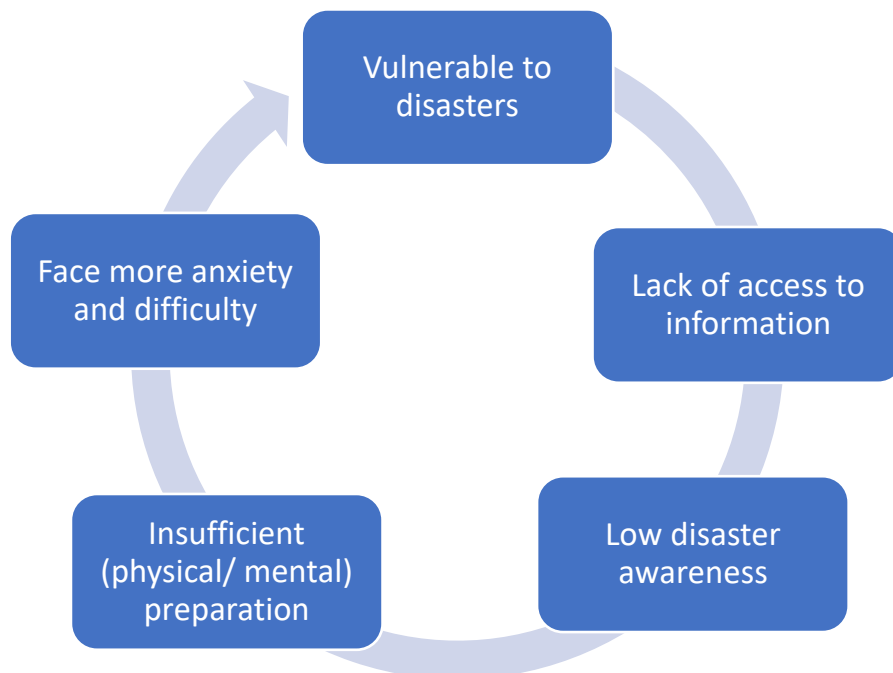 Vulnerable to
disasters
Lack of access to
information
Low disaster
awareness
Insufficient
(physical/ mental)
preparation
Face more anxiety
and difficulty